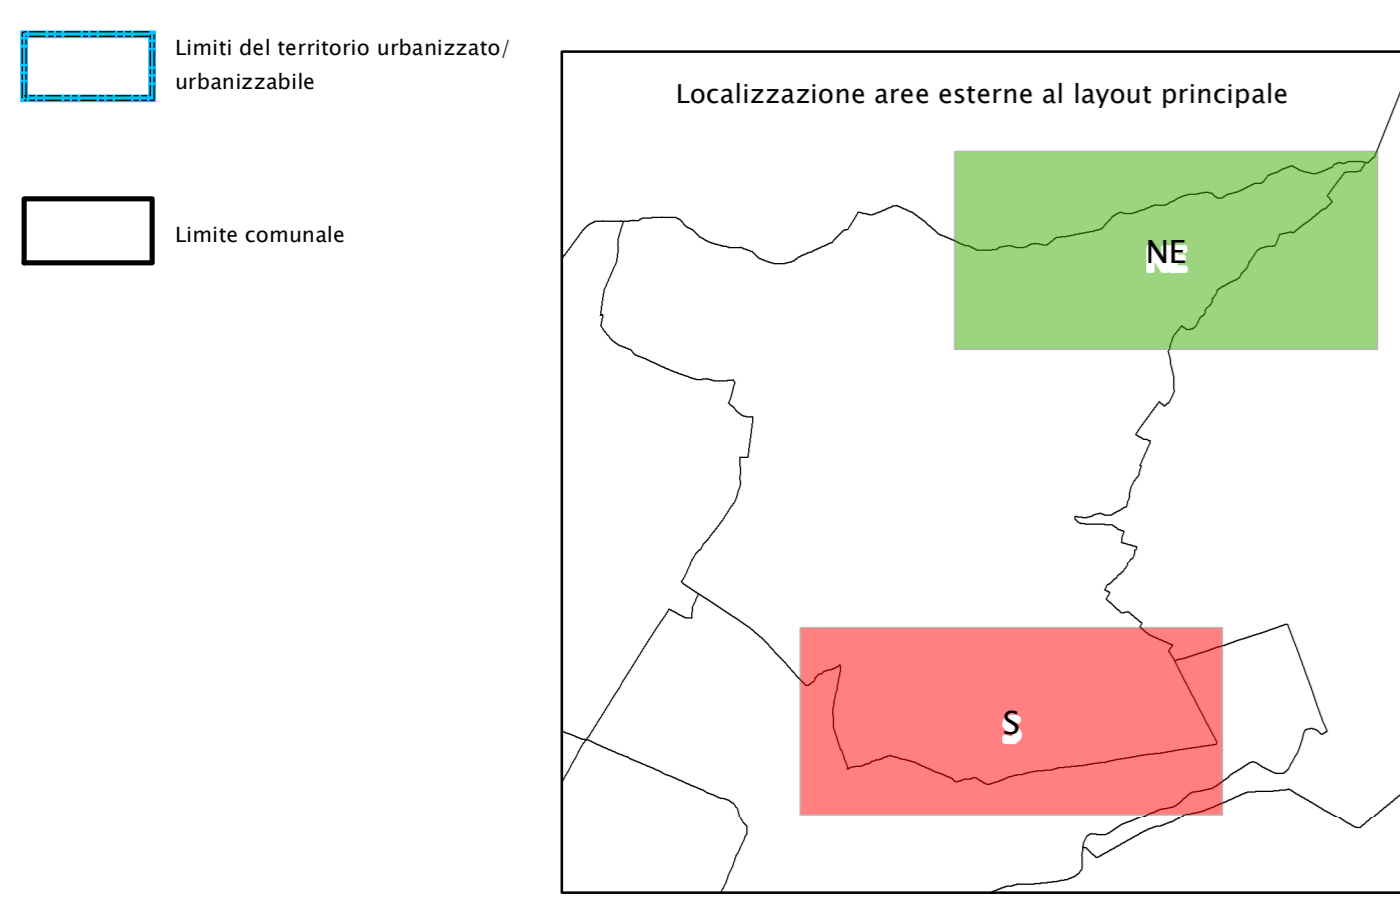 Limiti del territorio urbanizzato/
urbanizzabile
Limite comunale
Localizzazione aree esterne al layout principale
NE
S